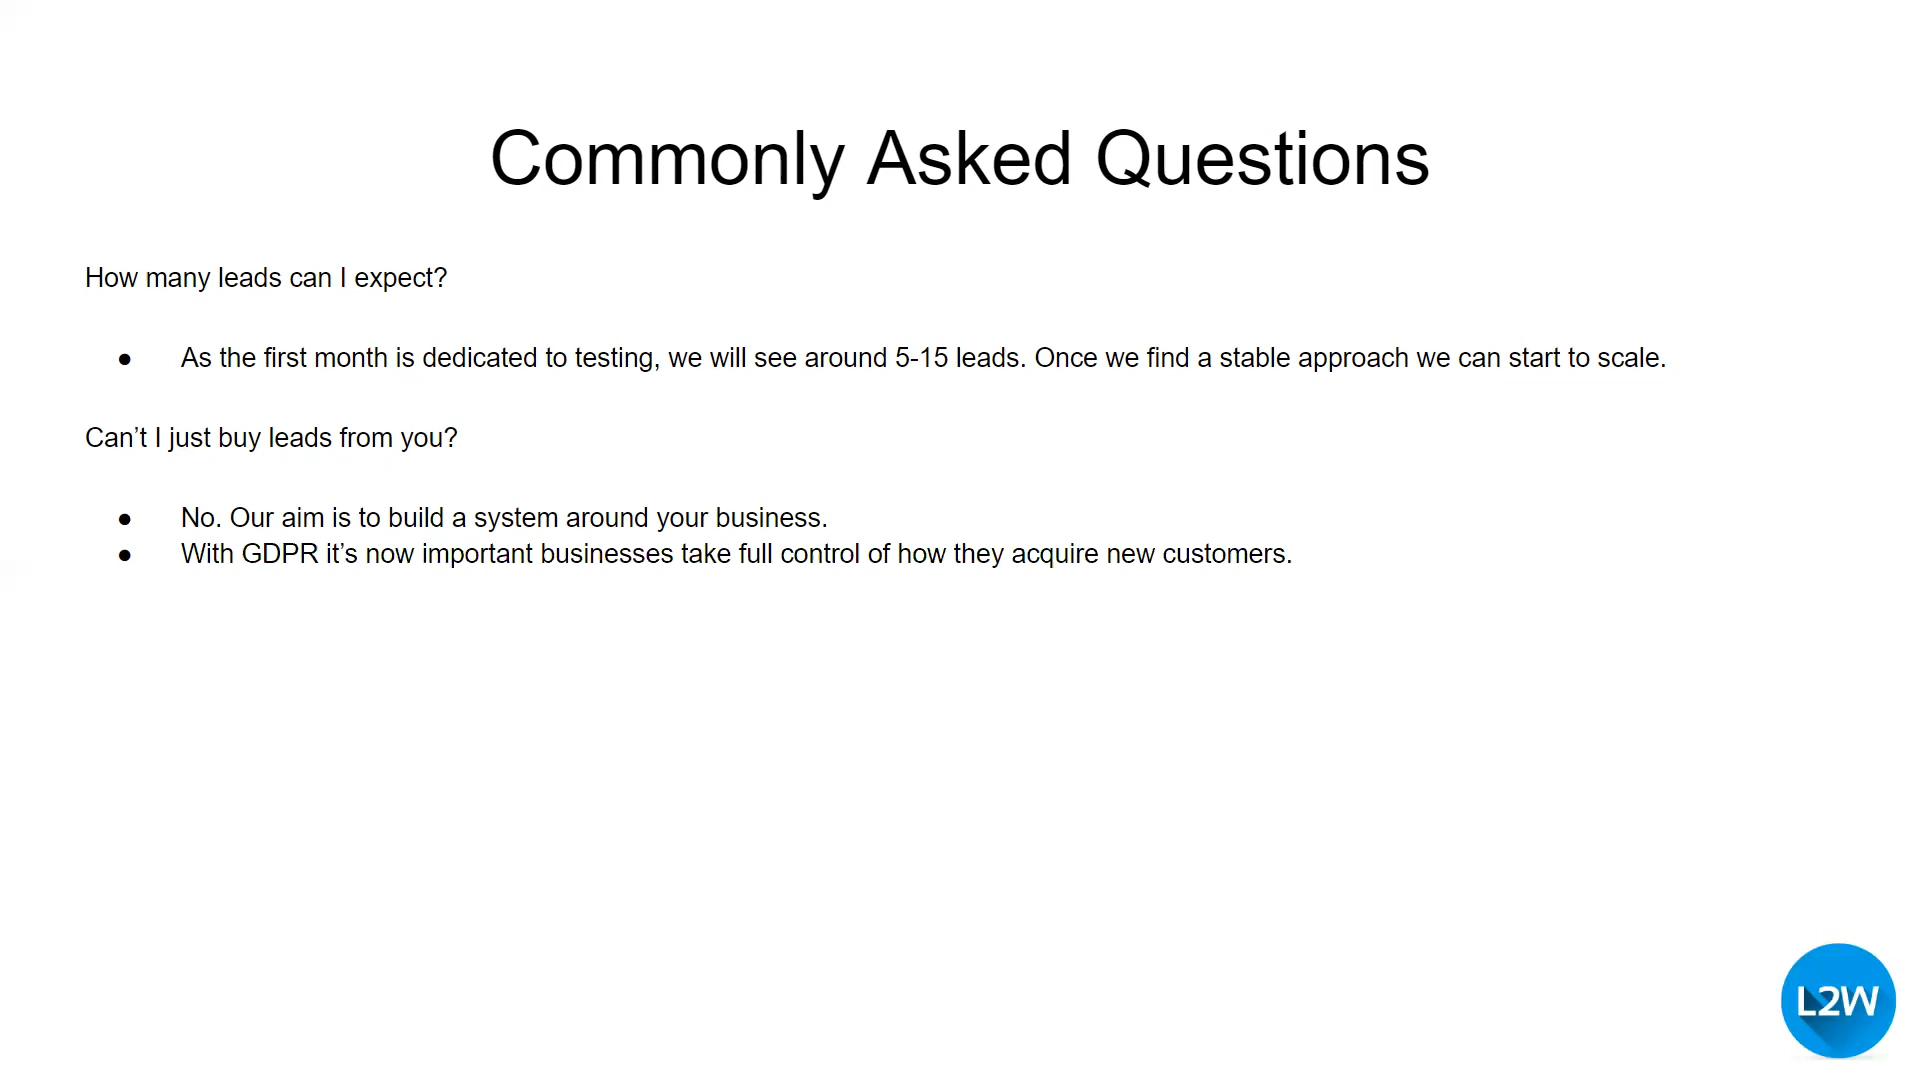 Commonly Asked Questions
How many leads can I expect?
● As the first month is dedicated to testing, we will see around 5-15 leads. Once we find a stable approach we can start to scale.
Can’t I just buy leads from you?
● No. Our aim is to build a system around your business.
● With GDPR it’s now important businesses take full control of how they acquire new customers.
L2W